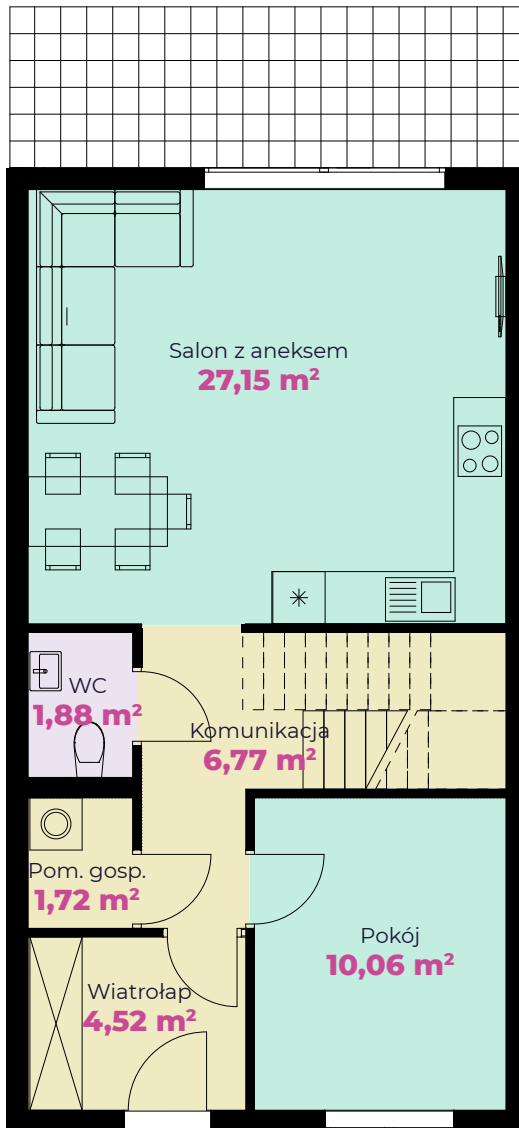 Salon z aneksem
27,15 m²
WC
1,88 m²
Komunikacja
6,77 m²
Pom. gosp.
1,72 m²
Pokój
10,06 m²
Wiatrołap
4,52 m²